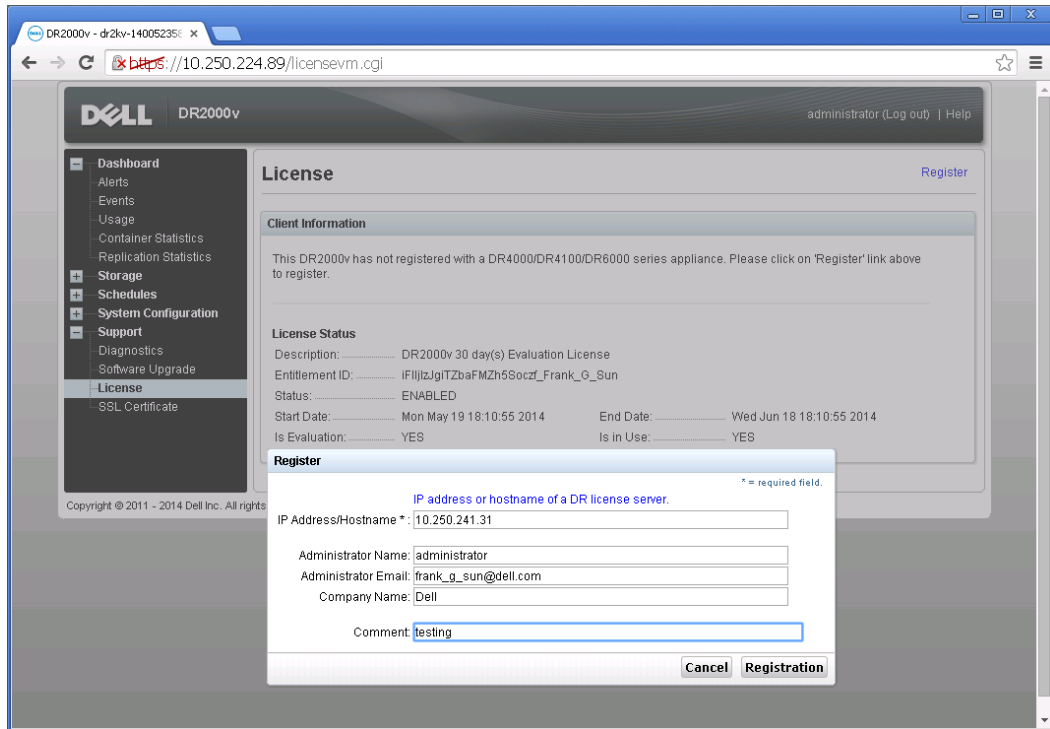 DR2000v - dr2kv-14005235
https://10.250.224.89/licensevm.cgi
DELL DR2000v
administrator (Log out) | Help
Dashboard
Alerts
Events
Usage
Container Statistics
Replication Statistics
Storage
Schedules
System Configuration
Support
Diagnostics
Software Upgrade
License
SSL Certificate
License
Register
Client Information
This DR2000v has not registered with a DR4000/DR4100/DR6000 series appliance. Please click on 'Register' link above
to register.
License Status
Description: DR2000v 30 day(s) Evaluation License
Entitlement ID:
Status: ENABLED
Start Date: Mon May 19 18:10:55 2014 End Date: Wed Jun 18 18:10:55 2014
Is Evaluation: YES Is in Use: YES
Copyright © 2011 - 2014 Dell Inc. All rights
Register
* = required field.
IP address or hostname of a DR license server.
IP Address/Hostname * : 10.250.241.31
Administrator Name: administrator
Administrator Email: frank_g_sun@dell.com
Company Name: Dell
Comment: testing
Cancel Registration